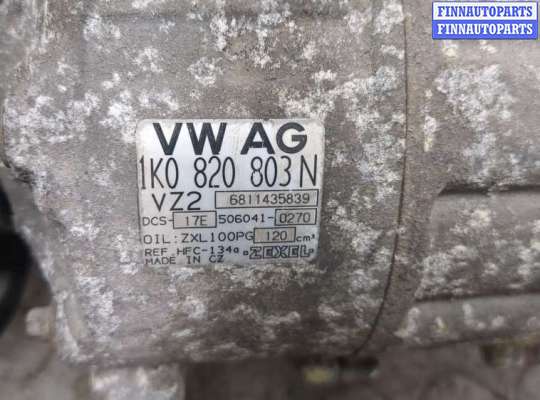 FINNAUTOPARTS
FINNAUTOPARTS
VW AG
1K0 820 803 N
VZ2 6811435839
DCS- 17E 506041- 0270
OIL: ZXL100PG 120 cm³
REF. HFC-134a ZEXEL
MADE IN CZ